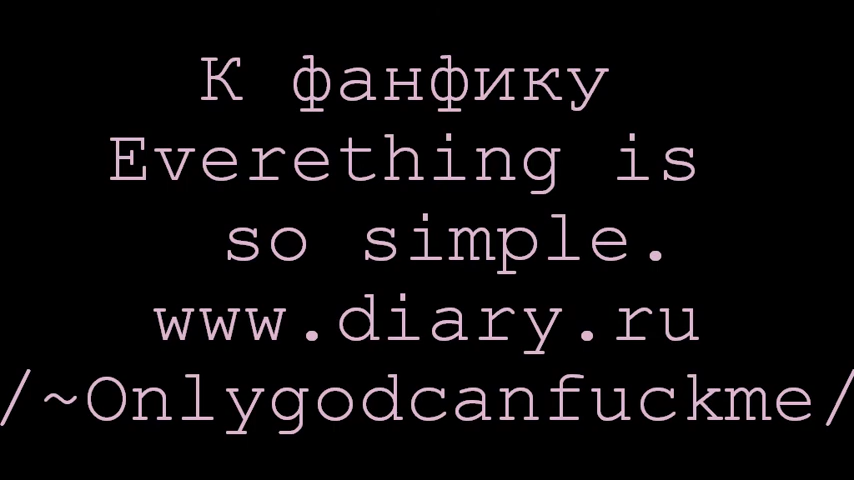 К фанфику
Everething is
so simple.
www.diary.ru
/~Onlygodcanfuckme/